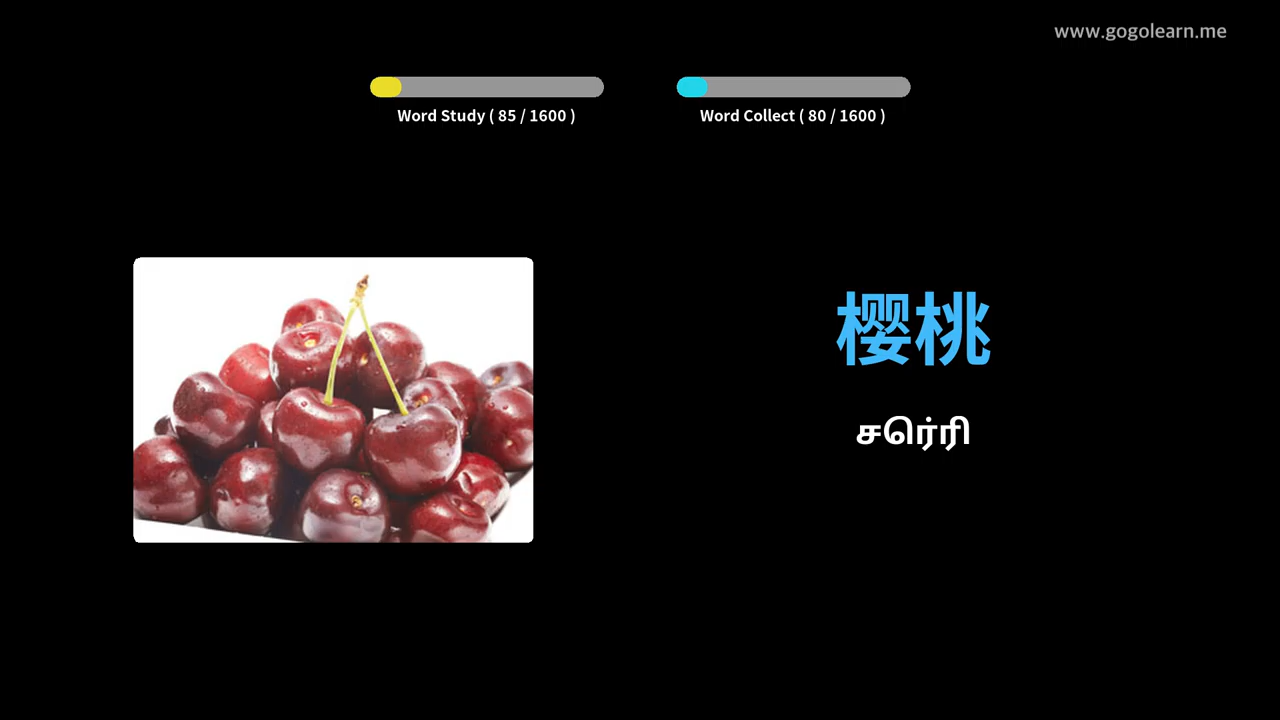 www.gogolearn.me
Word Study ( 85 / 1600 )
Word Collect ( 80 / 1600 )
樱桃
செர்ரி